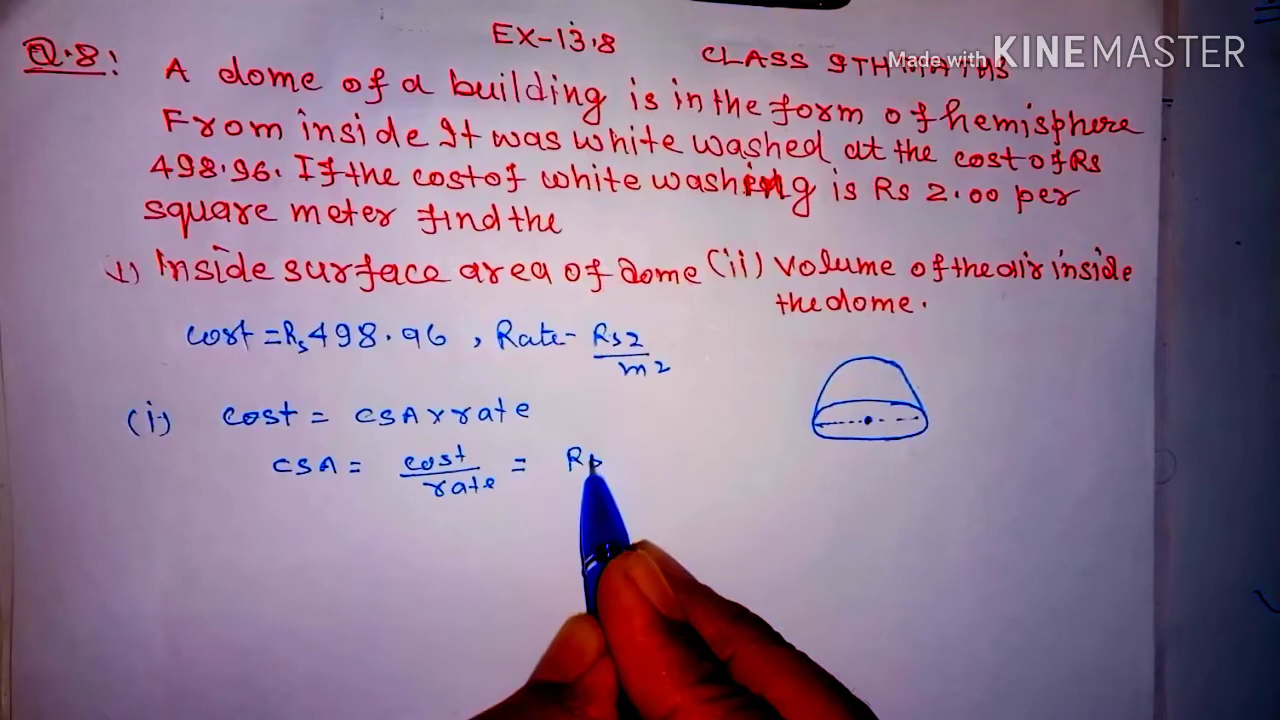 EX-13.8
CLASS 9TH MATHS
Made with KINEMASTER
Q.8: A dome of a building is in the form of hemisphere
From inside It was white washed at the cost of Rs
498.96. If the cost of white washing is Rs 2.00 per
square meter find the
i) Inside surface area of dome (ii) volume of the air inside
the dome.
cost = Rs 498.96, Rate - Rs 2 / m2
(i) cost = CSA x rate
CSA = cost / rate =